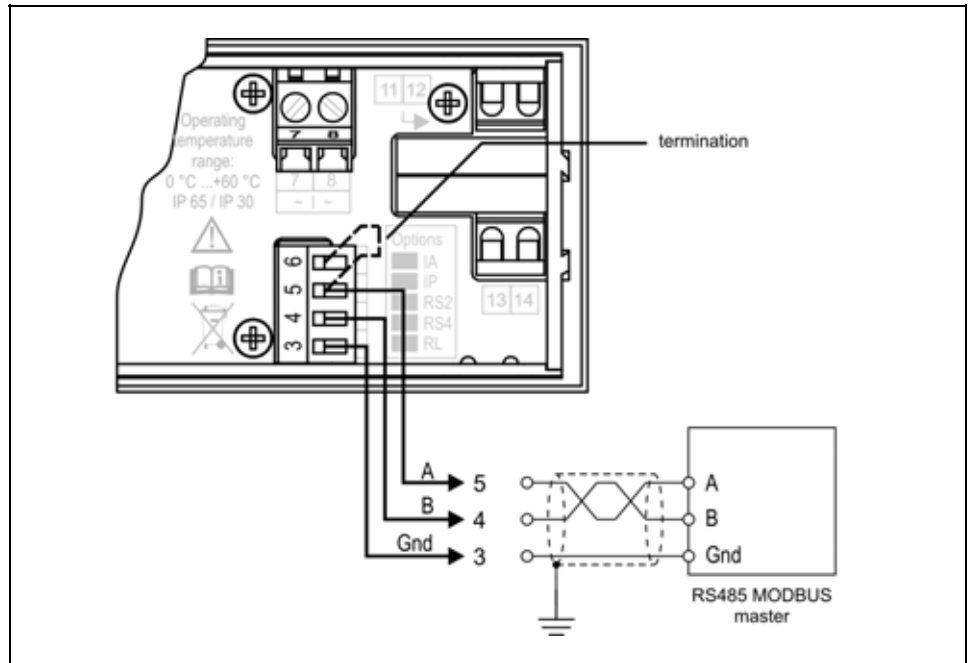 Operating
temperature
range:
0 °C ...+60 °C
IP 65 / IP 30
7 8
7 8
~ | ~
11 12
termination
Options
IA
IP
RS2
RS4
RL
13 14
6
5
4
3
A 5
B 4
Gnd 3
A
B
Gnd
RS485 MODBUS
master